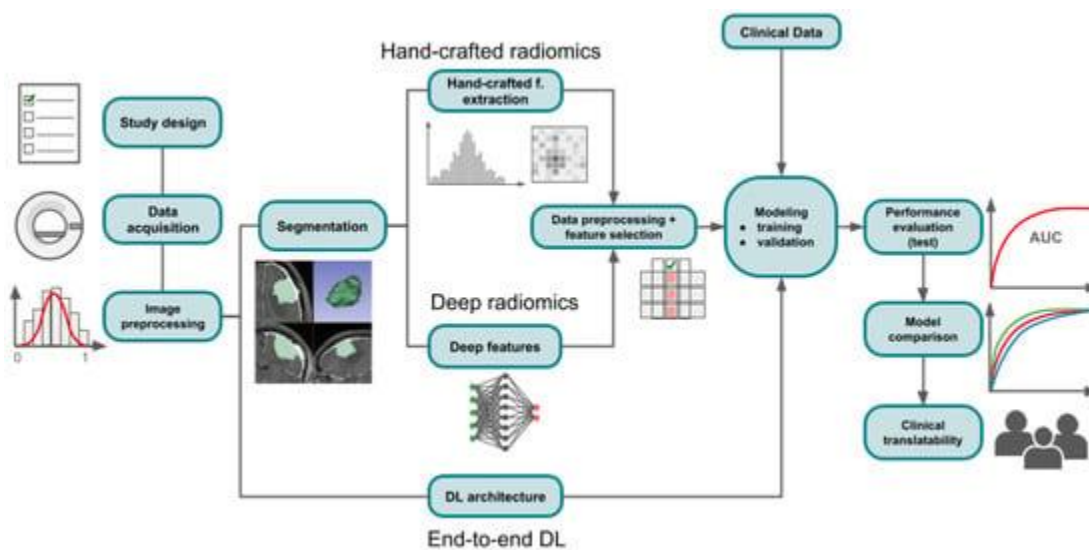 Clinical Data
Hand-crafted radiomics
Hand-crafted f.
extraction
Study design
Data
acquisition
Segmentation
Data preprocessing +
feature selection
Modeling
• training
• validation
Performance
evaluation
(test)
AUC
Image
preprocessing
0
1
Deep radiomics
Deep features
Model
comparison
Clinical
translatability
DL architecture
End-to-end DL